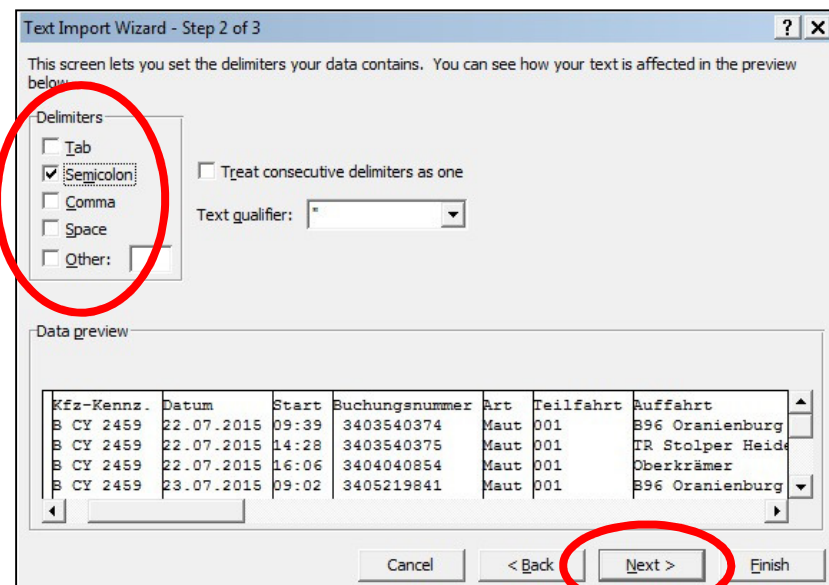 Text Import Wizard - Step 2 of 3
This screen lets you set the delimiters your data contains. You can see how your text is affected in the preview
below.
Delimiters
Tab
Semicolon
Comma
Space
Other:
Treat consecutive delimiters as one
Text qualifier: "
Data preview
Kfz-Kennz. Datum Start Buchungsnummer Art Teilfahrt Auffahrt
B CY 2459 22.07.2015 09:39 3403540374 Maut 001 B96 Oranienburg
B CY 2459 22.07.2015 14:28 3403540375 Maut 001 TR Stolper Heide
B CY 2459 22.07.2015 16:06 3404040854 Maut 001 Oberkrämer
B CY 2459 23.07.2015 09:02 3405219841 Maut 001 B96 Oranienburg
Cancel < Back Next > Finish